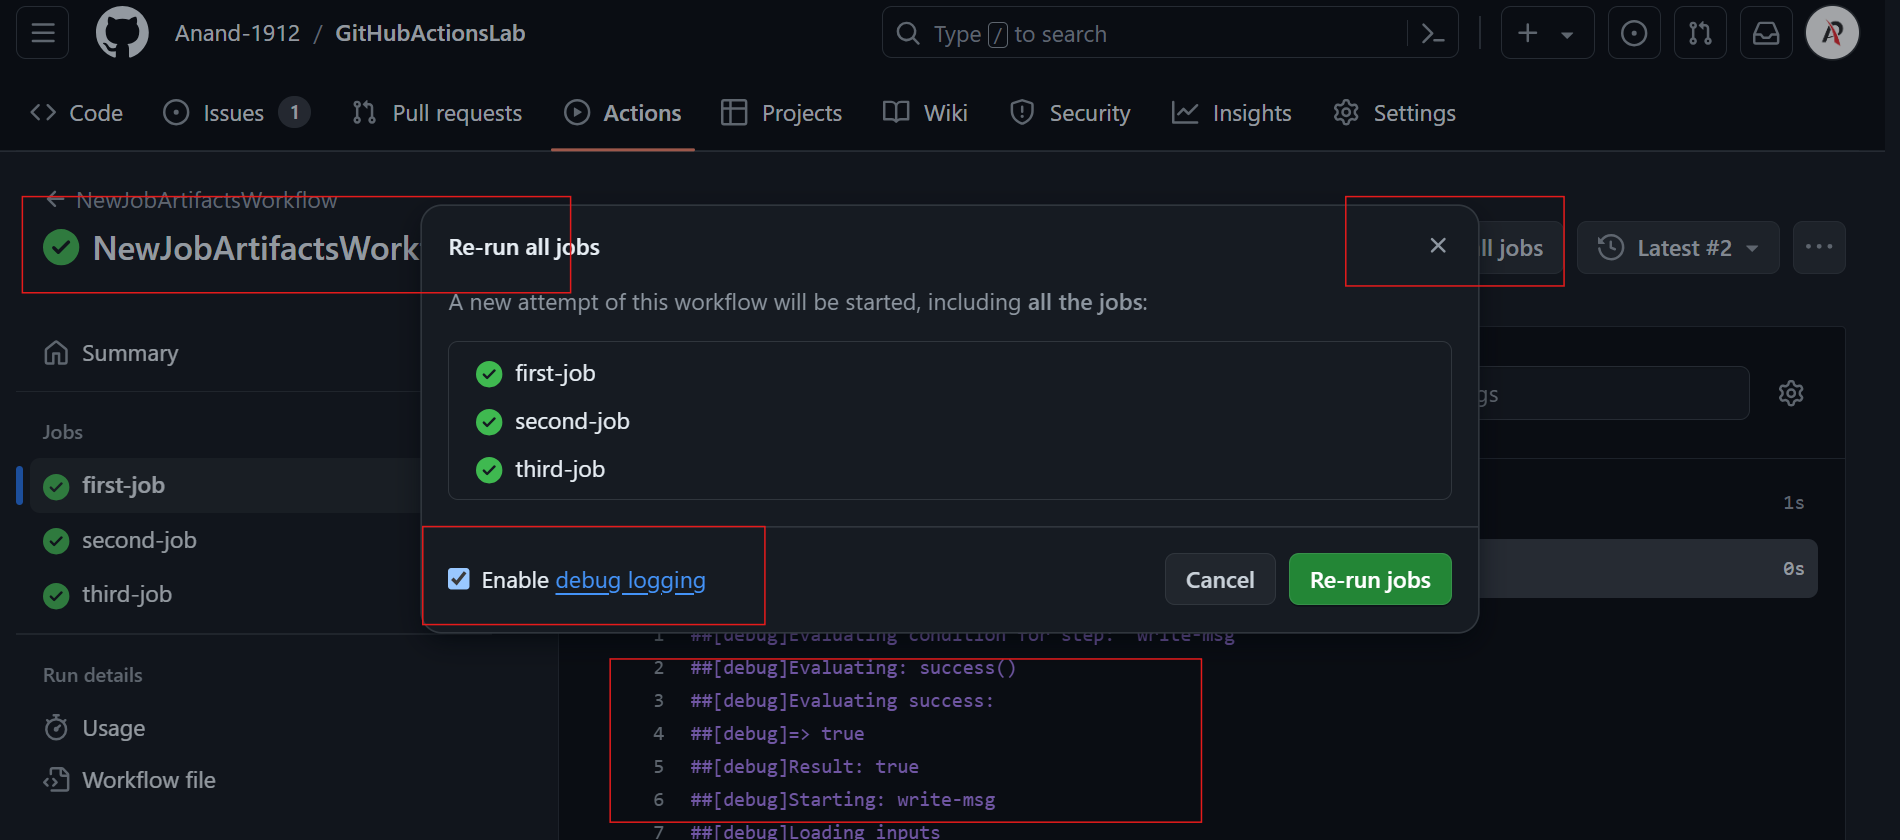 Anand-1912 / GitHubActionsLab
Type / to search
Code
Issues 1
Pull requests
Actions
Projects
Wiki
Security
Insights
Settings
NewJobArtifactsWorkflow
NewJobArtifactsWork
ll jobs
Latest #2
Summary
Jobs
first-job
second-job
third-job
Run details
Usage
Workflow file
Re-run all jobs
A new attempt of this workflow will be started, including all the jobs:
first-job
second-job
third-job
Enable debug logging
Cancel
Re-run jobs
gs
1s
0s
1 ##[debug]Evaluating condition for step: 'write-msg'
2 ##[debug]Evaluating: success()
3 ##[debug]Evaluating success:
4 ##[debug]=> true
5 ##[debug]Result: true
6 ##[debug]Starting: write-msg
7 ##[debug]Loading inputs